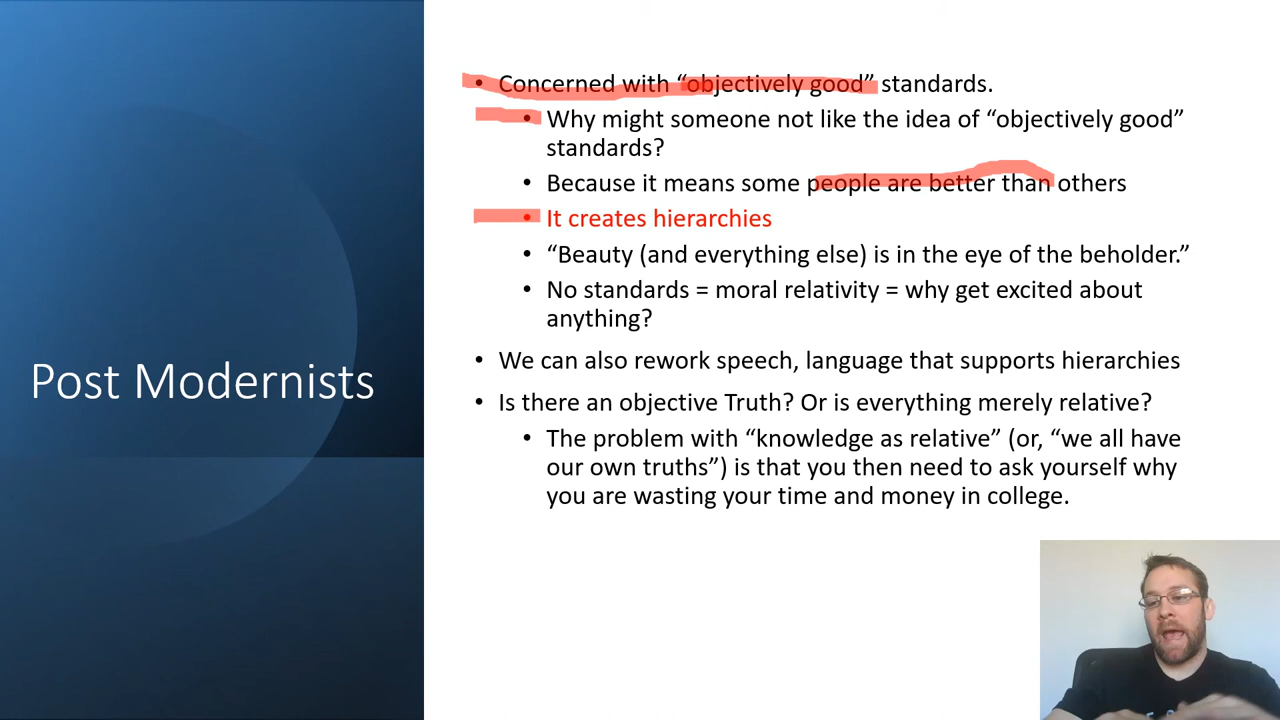 Post Modernists
• Concerned with “objectively good” standards.
• Why might someone not like the idea of “objectively good”
standards?
• Because it means some people are better than others
• It creates hierarchies
• “Beauty (and everything else) is in the eye of the beholder.”
• No standards = moral relativity = why get excited about
anything?
• We can also rework speech, language that supports hierarchies
• Is there an objective Truth? Or is everything merely relative?
• The problem with “knowledge as relative” (or, “we all have
our own truths”) is that you then need to ask yourself why
you are wasting your time and money in college.